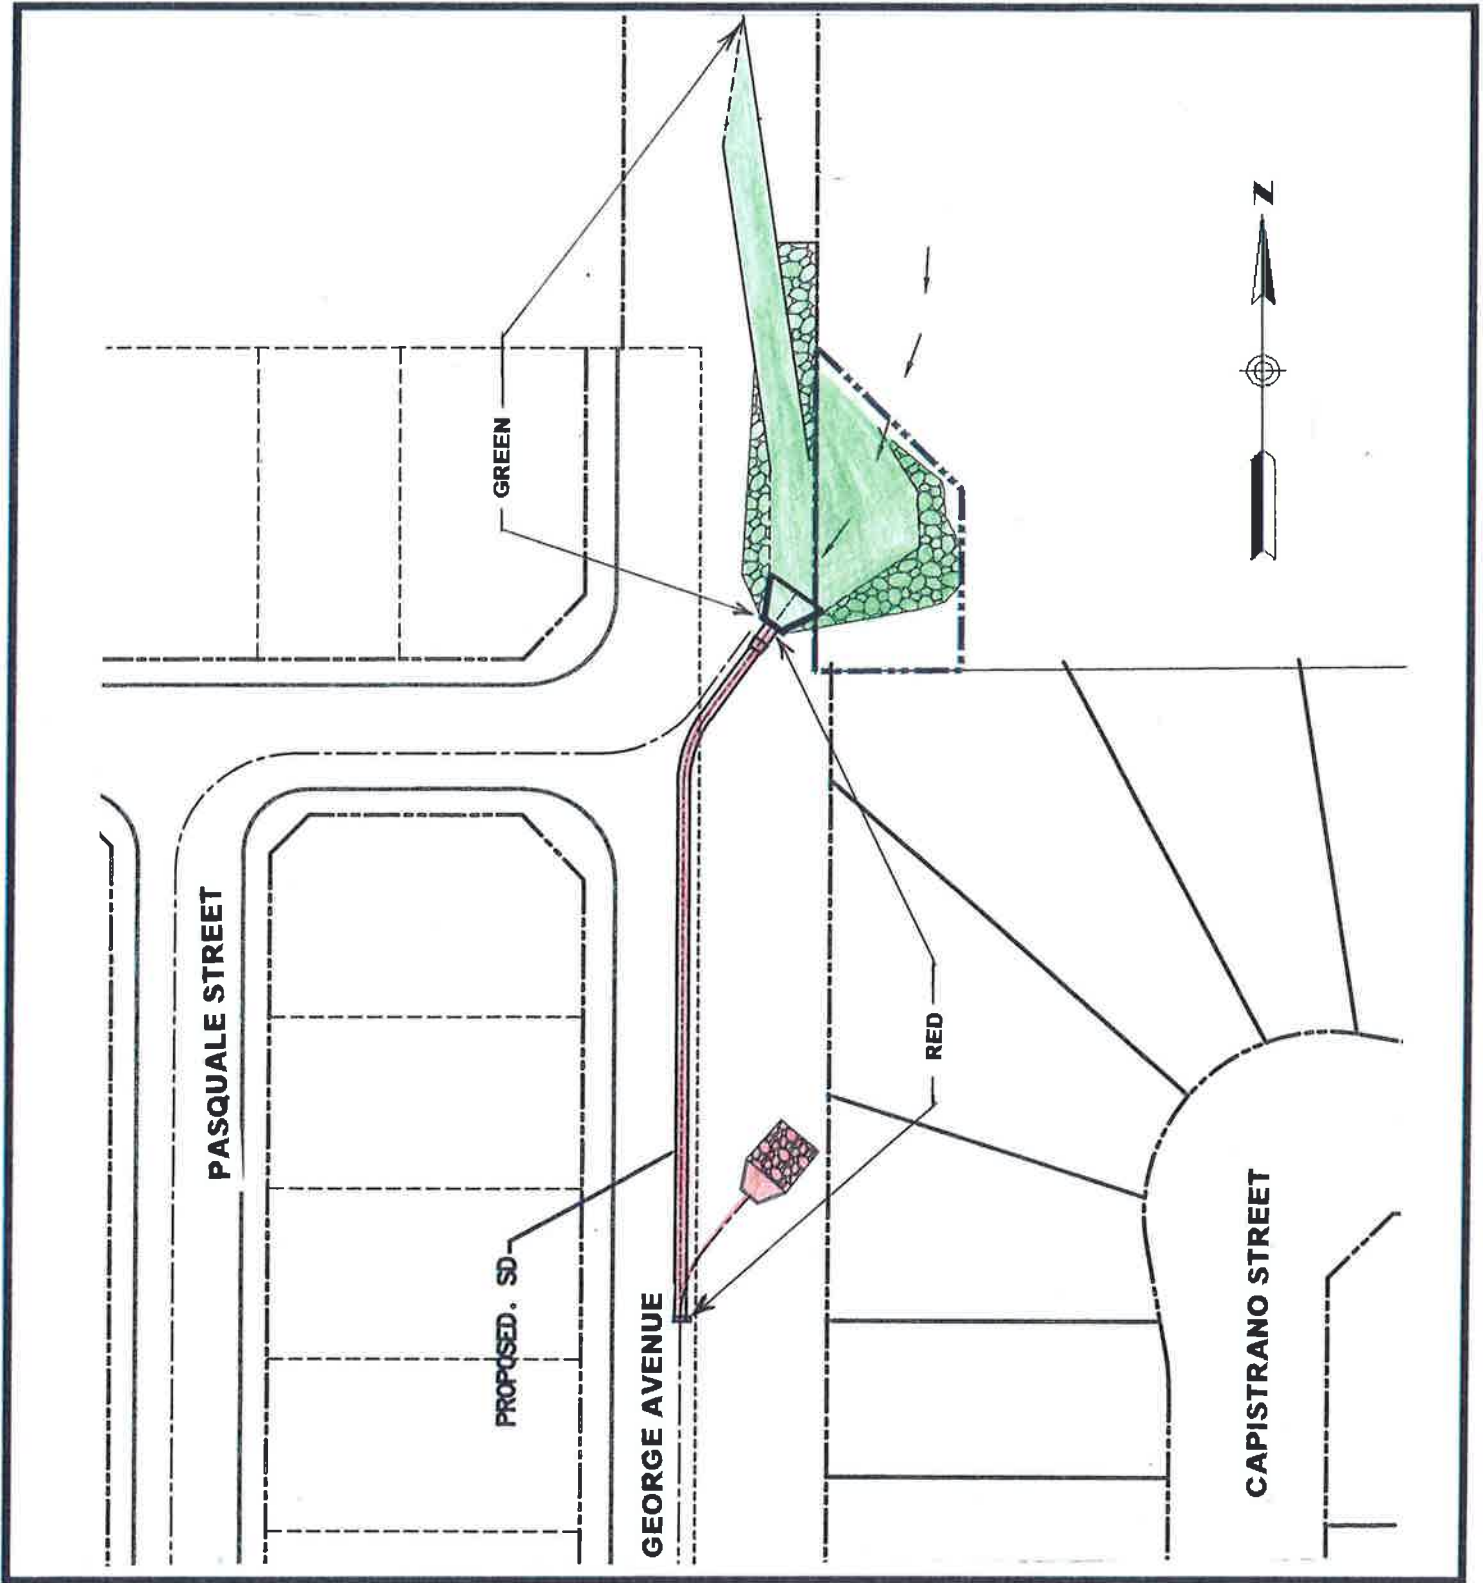 N
GREEN
PASQUALE STREET
RED
PROPOSED. SD
GEORGE AVENUE
CAPISTRANO STREET